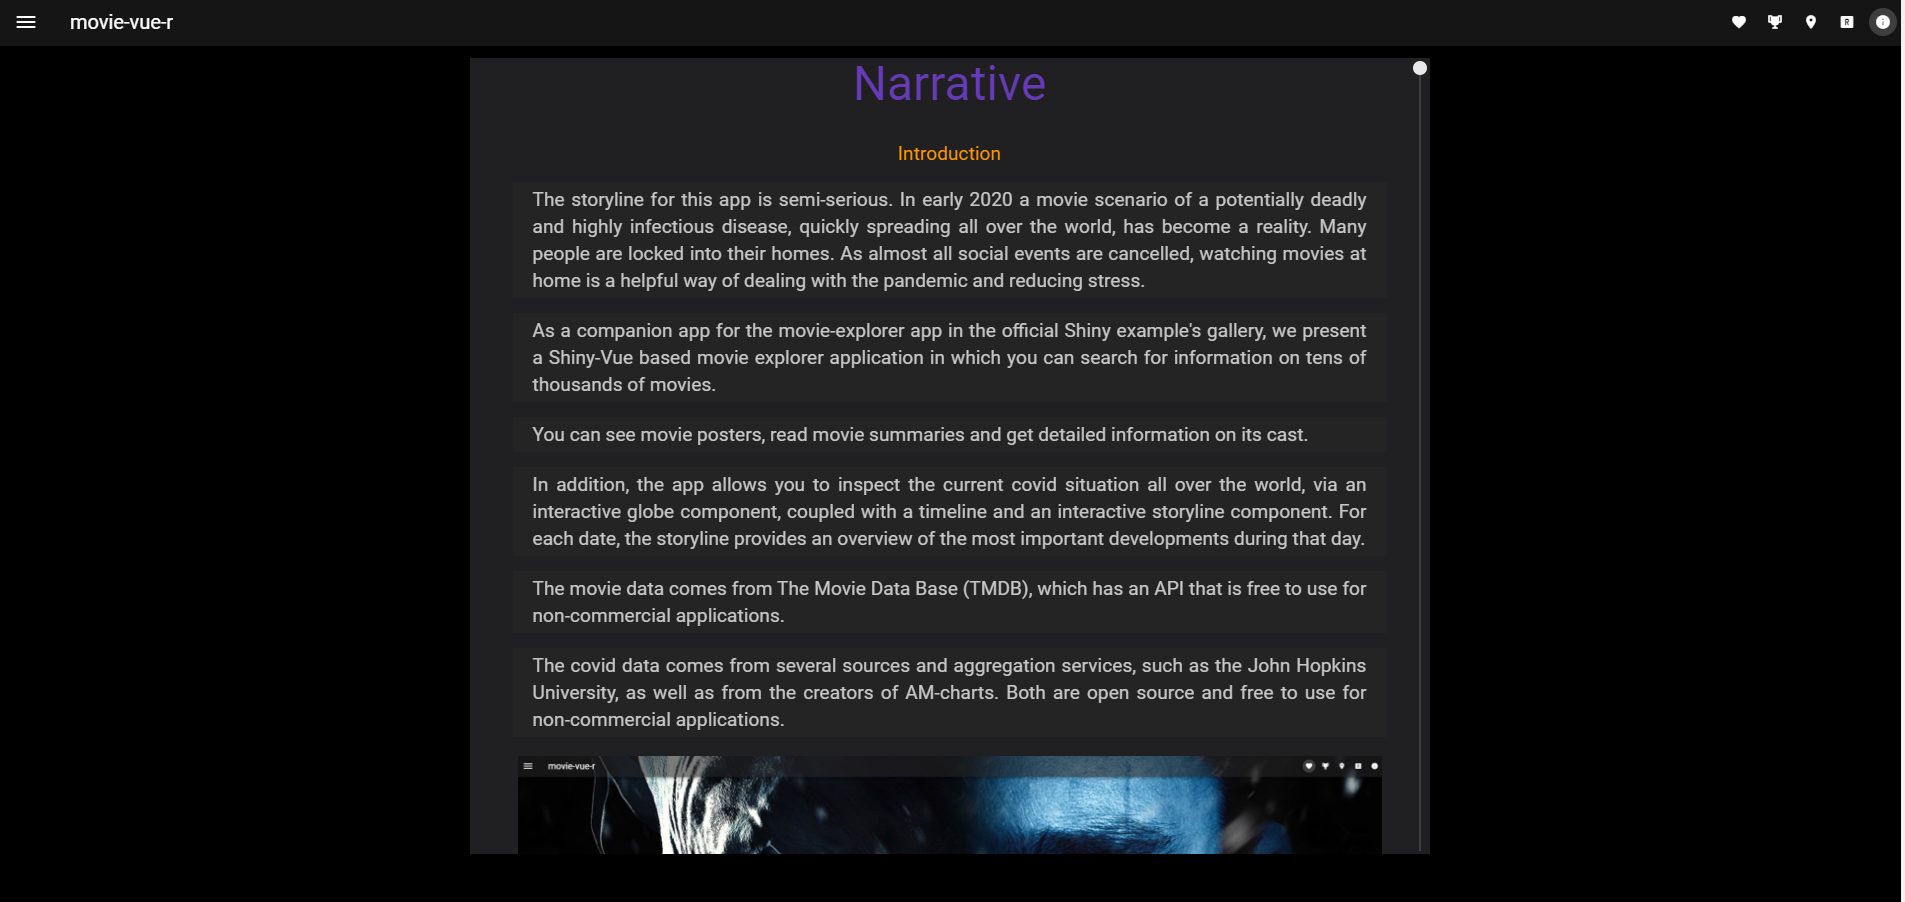 movie-vue-r
R
Narrative
Introduction
The storyline for this app is semi-serious. In early 2020 a movie scenario of a potentially deadly
and highly infectious disease, quickly spreading all over the world, has become a reality. Many
people are locked into their homes. As almost all social events are cancelled, watching movies at
home is a helpful way of dealing with the pandemic and reducing stress.
As a companion app for the movie-explorer app in the official Shiny example's gallery, we present
a Shiny-Vue based movie explorer application in which you can search for information on tens of
thousands of movies.
You can see movie posters, read movie summaries and get detailed information on its cast.
In addition, the app allows you to inspect the current covid situation all over the world, via an
interactive globe component, coupled with a timeline and an interactive storyline component. For
each date, the storyline provides an overview of the most important developments during that day.
The movie data comes from The Movie Data Base (TMDB), which has an API that is free to use for
non-commercial applications.
The covid data comes from several sources and aggregation services, such as the John Hopkins
University, as well as from the creators of AM-charts. Both are open source and free to use for
non-commercial applications.
movie-vue-r